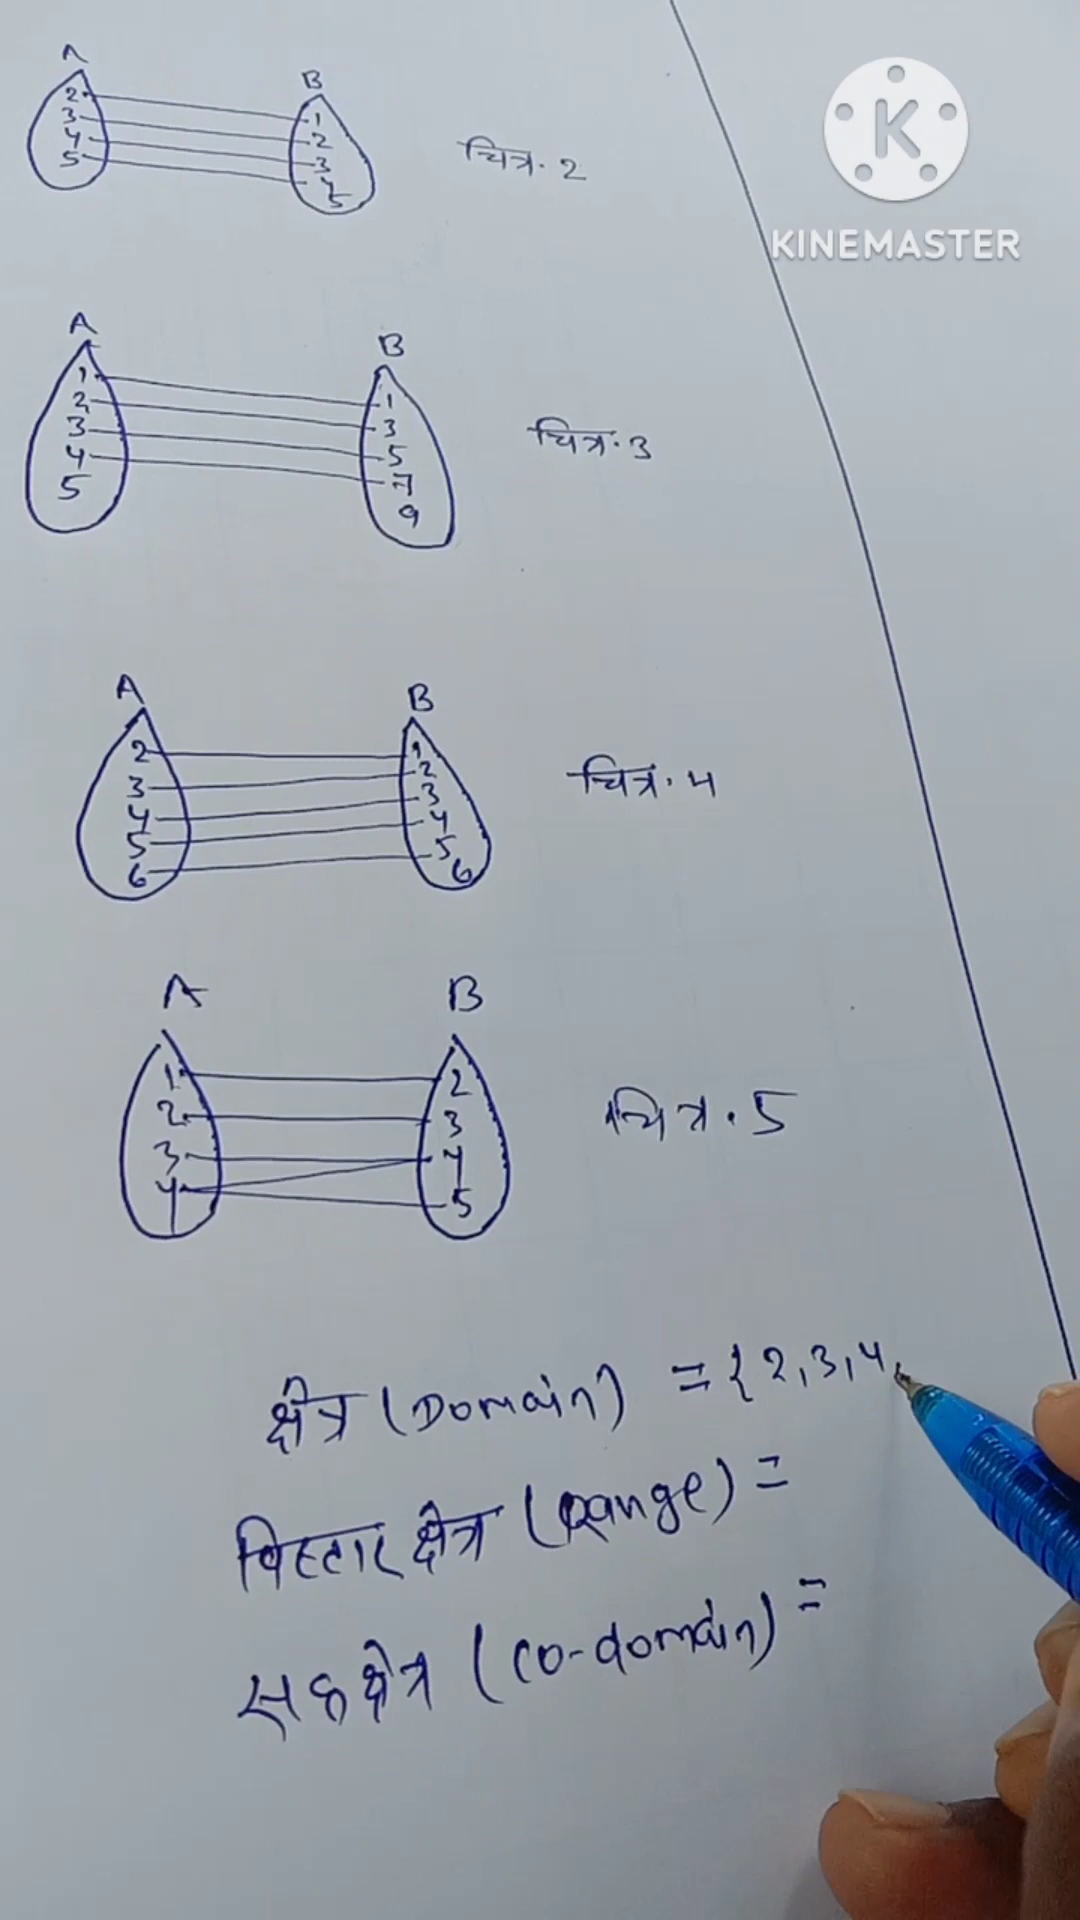 A B
2 1
3 2
4 3
5 4
5
चित्र. 2
K
KINEMASTER
A B
1 1
2 3
3 5
4 7
5 9
चित्र. 3
A B
2 1
3 2
4 3
5 4
6 5
6
चित्र. 4
A B
1 2
2 3
3 4
4 5
चित्र. 5
क्षेत्र (Domain) = { 2, 3, 4,
विस्तार क्षेत्र (Range) =
सहक्षेत्र (co-domain) =